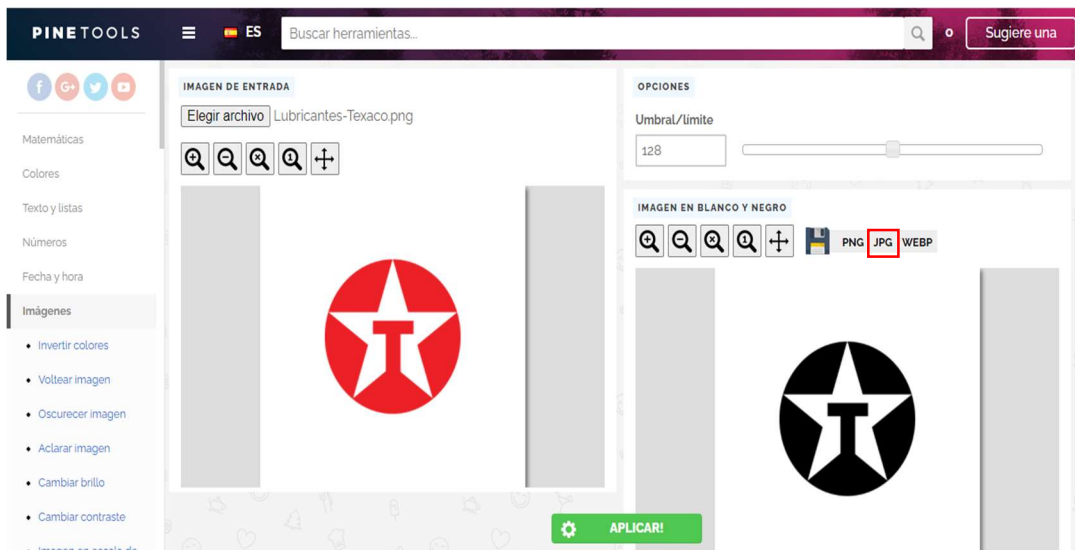 PINETOOLS
ES
Buscar herramientas...
0
Sugiere una
Matemáticas
Colores
Texto y listas
Números
Fecha y hora
Imágenes
Invertir colores
Voltear imagen
Oscurecer imagen
Aclarar imagen
Cambiar brillo
Cambiar contraste
IMAGEN DE ENTRADA
Elegir archivo Lubricantes-Texaco.png
T
OPCIONES
Umbral/límite
128
IMAGEN EN BLANCO Y NEGRO
PNG JPG WEBP
T
APLICAR!